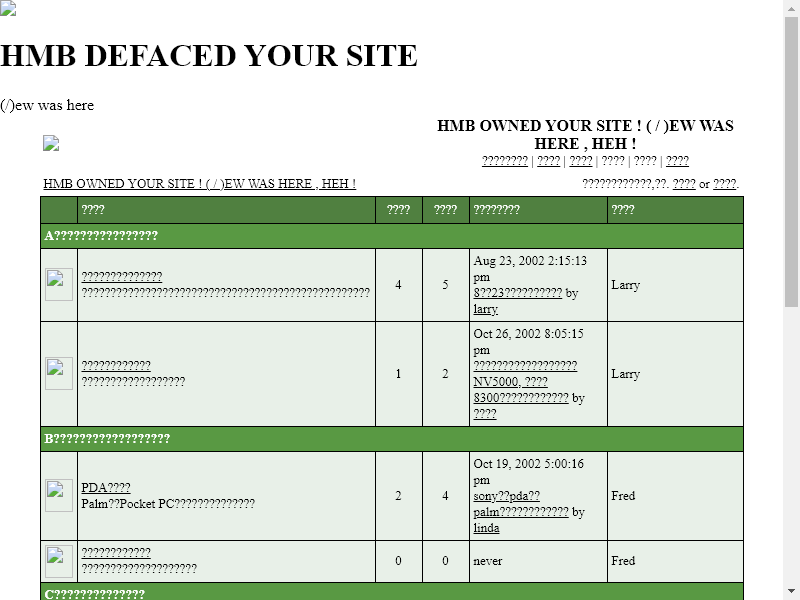 HMB DEFACED YOUR SITE
(/)ew was here
HMB OWNED YOUR SITE ! ( / )EW WAS
HERE , HEH !
???????? | ???? | ???? | ???? | ???? | ????
HMB OWNED YOUR SITE ! ( / )EW WAS HERE , HEH !
????????????,??. ???? or ????.
???? ???? ???? ???????? ????
A????????????????
??????????????
??????????????????????????????????????????????????
4
5
Aug 23, 2002 2:15:13
pm
8??23?????????? by
larry
Larry
????????????
??????????????????
1
2
Oct 26, 2002 8:05:15
pm
??????????????????
NV5000, ????
8300???????????? by
????
Larry
B??????????????????
PDA????
Palm??Pocket PC??????????????
2
4
Oct 19, 2002 5:00:16
pm
sony??pda??
palm???????????? by
linda
Fred
????????????
????????????????????
0
0
never
Fred
C??????????????